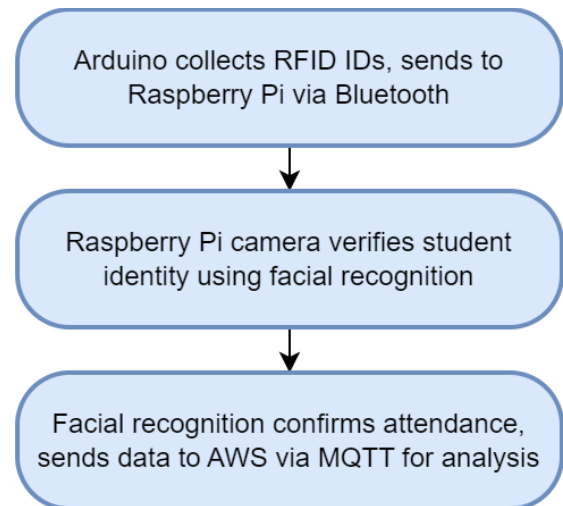 Arduino collects RFID IDs, sends to
Raspberry Pi via Bluetooth
Raspberry Pi camera verifies student
identity using facial recognition
Facial recognition confirms attendance,
sends data to AWS via MQTT for analysis